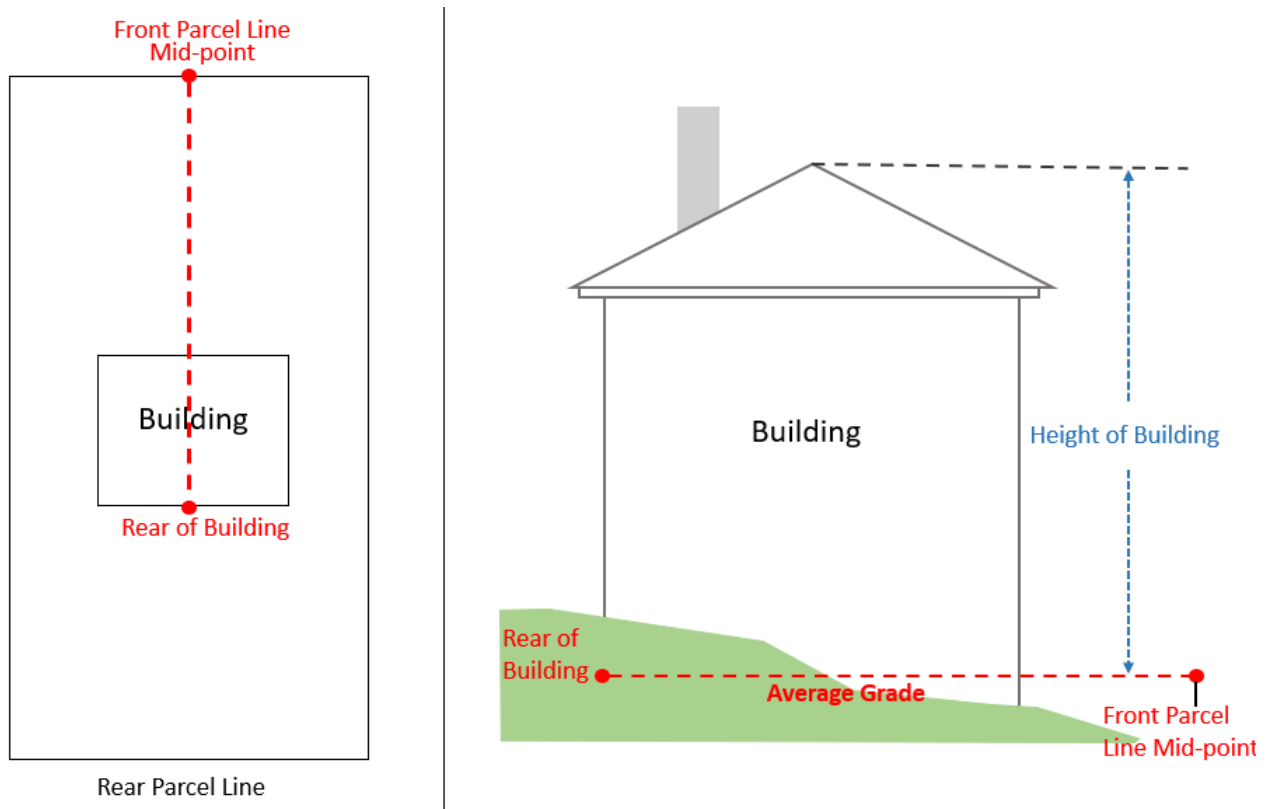 Front Parcel Line
Mid-point
Building
Rear of Building
Rear Parcel Line
Building
Height of Building
Rear of
Building
Average Grade
Front Parcel
Line Mid-point